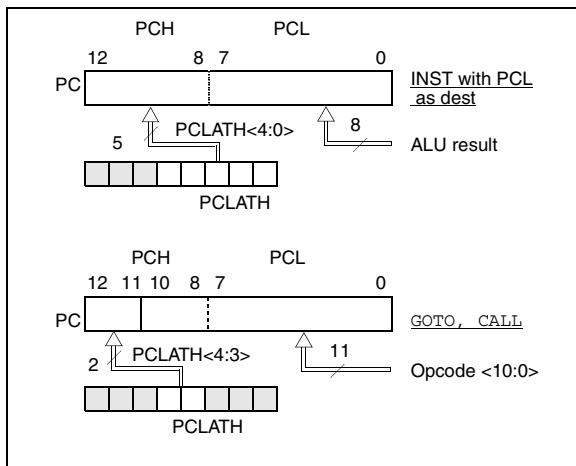 PCH PCL
12 8 7 0
PC
INST with PCL
as dest
PCLATH<4:0>
5
8
ALU result
PCLATH
PCH PCL
12 11 10 8 7 0
PC
GOTO, CALL
PCLATH<4:3>
2
11
Opcode <10:0>
PCLATH